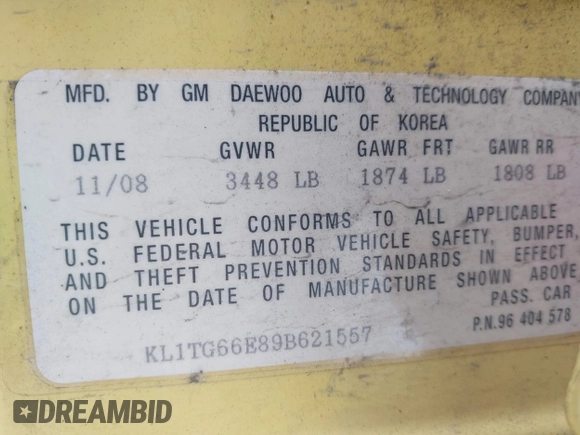 MFD. BY GM DAEWOO AUTO & TECHNOLOGY COMPANY
REPUBLIC OF KOREA
DATE GVWR GAWR FRT GAWR RR
11/08 3448 LB 1874 LB 1808 LB
THIS VEHICLE CONFORMS TO ALL APPLICABLE
U.S. FEDERAL MOTOR VEHICLE SAFETY, BUMPER,
AND THEFT PREVENTION STANDARDS IN EFFECT
ON THE DATE OF MANUFACTURE SHOWN ABOVE
PASS. CAR
KL1TG66E89B621557 P.N.96 404 578
DREAMBID